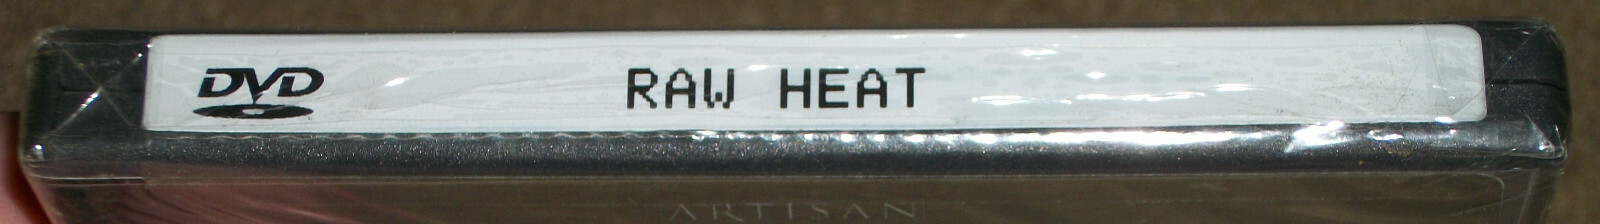 DVD RAW HEAT
ARTISAN